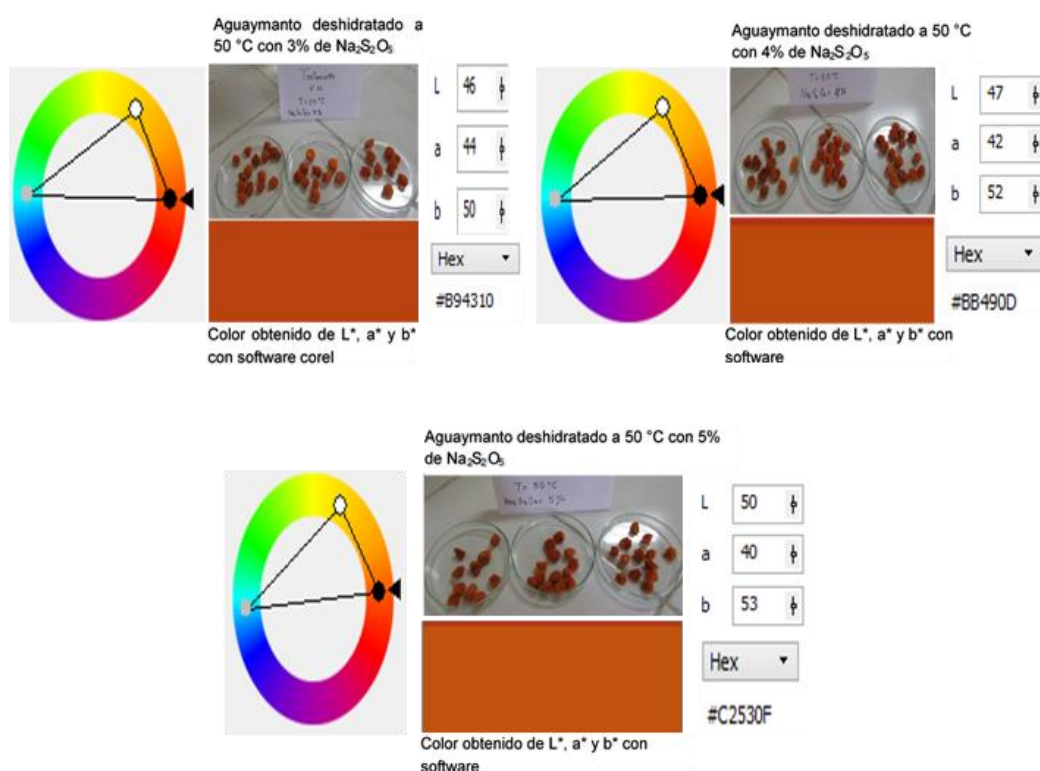 Aguaymanto deshidratado a
50 °C con 3% de Na₂S₂O₅
L 46
a 44
b 50
Hex
#B94310
Color obtenido de L*, a* y b*
con software corel
Aguaymanto deshidratado a 50 °C
con 4% de Na₂S₂O₅
L 47
a 42
b 52
Hex
#BB490D
Color obtenido de L*, a* y b* con
software
Aguaymanto deshidratado a 50 °C con 5%
de Na₂S₂O₅
L 50
a 40
b 53
Hex
#C2530F
Color obtenido de L*, a* y b* con
software